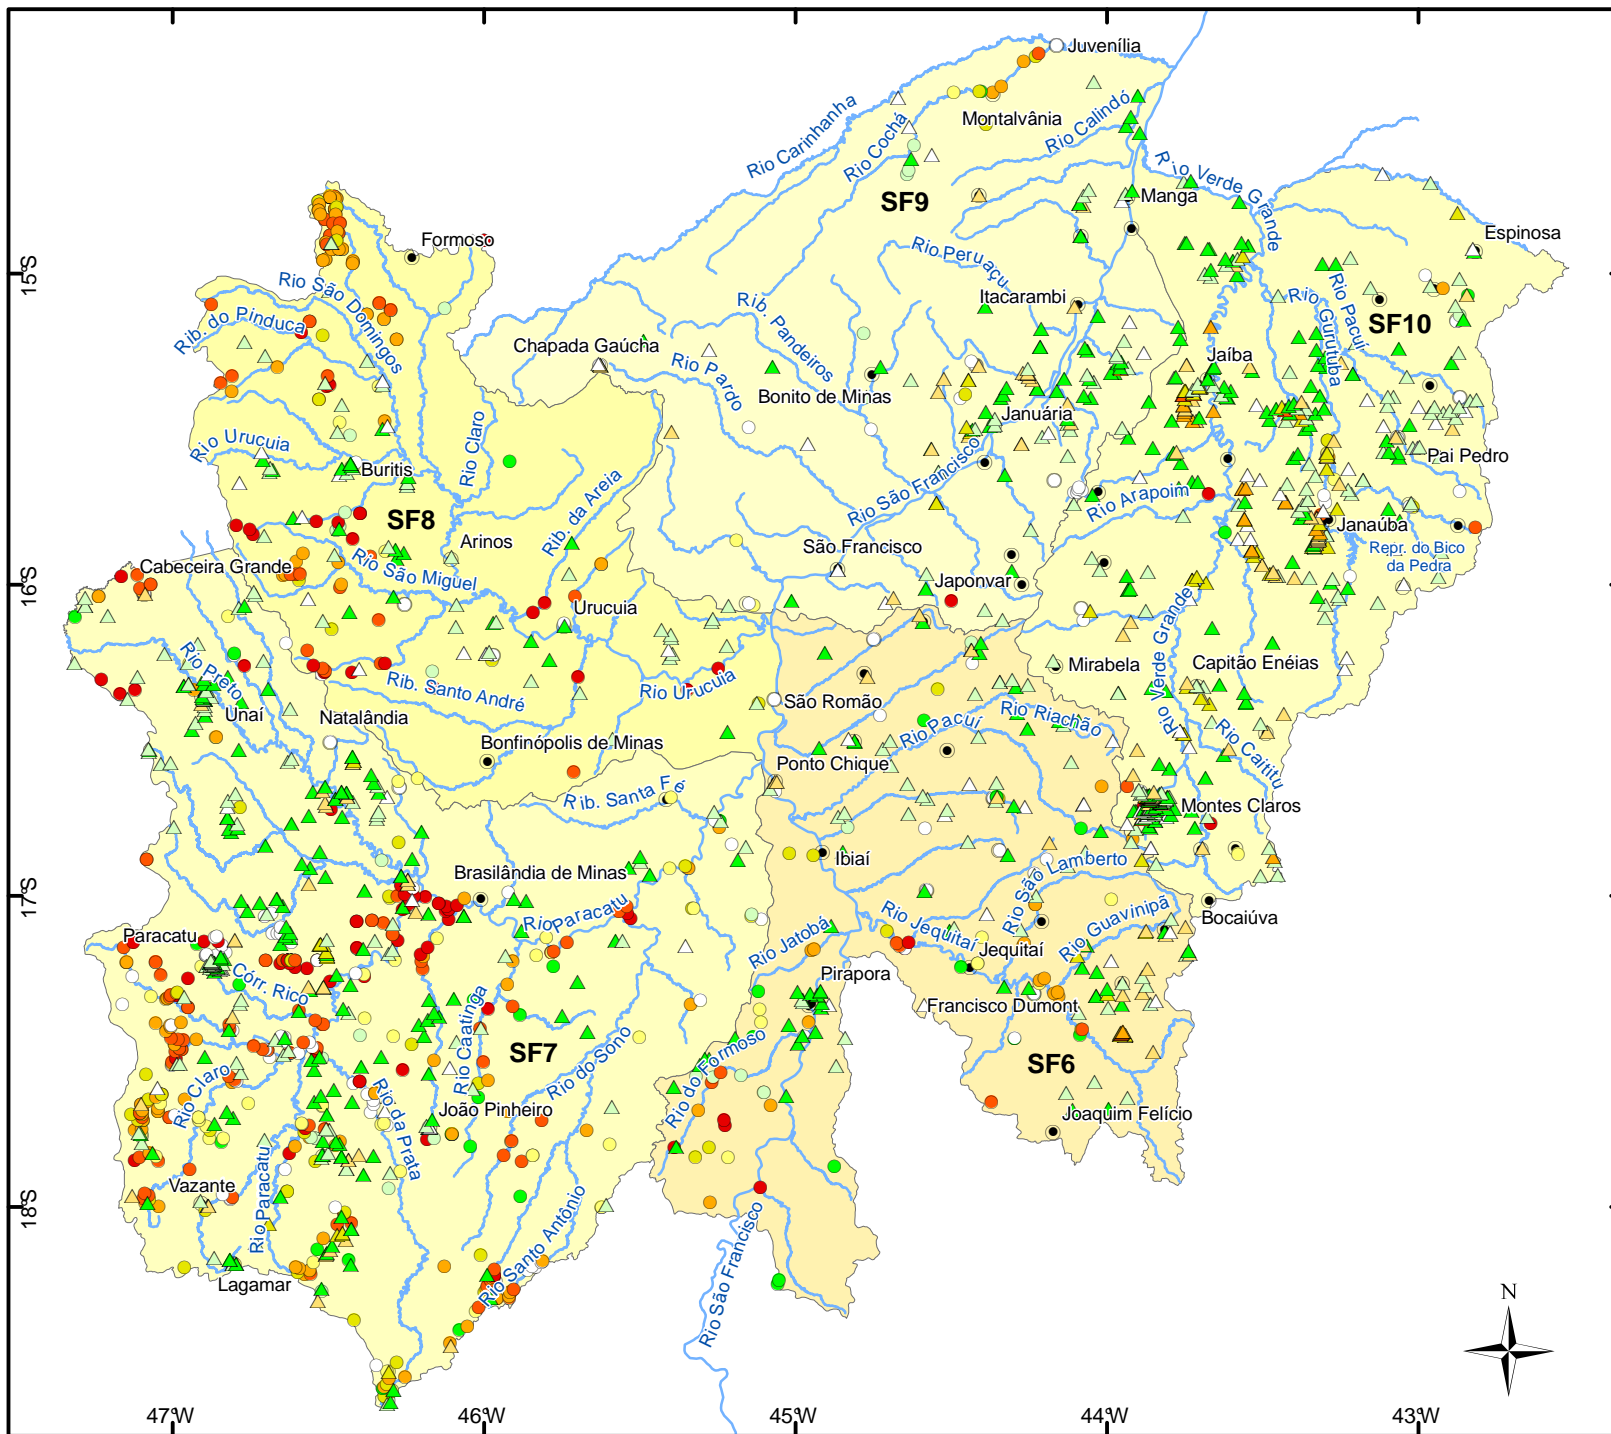 Juvenília
Montalvânia
Rio Calindó
Rio Carinhanha
Rio Cochá
Rio Verde Grande
SF9
Manga
Espinosa
Formoso
Rio Peruaçu
15°S
Rio São Domingos
Rib. do Pinduca
Itacarambi
Rib. Pandeiros
Rio Gurutuba
Rio Pacuí
SF10
Chapada Gaúcha
Rio Pardo
Jaíba
Bonito de Minas
Januária
Rio Urucuia
Buritis
Rio Claro
Pai Pedro
Rib. da Areia
Rio São Francisco
Rio Arapoim
SF8
Arinos
Janaúba
São Francisco
Repr. do Bico
da Pedra
Cabeceira Grande
Rio São Miguel
Japonvar
16°S
Urucuia
Rio Verde Grande
Rio Preto
Mirabela
Capitão Enéias
Rib. Santo André
Rio Urucuia
São Romão
Unaí
Natalândia
Rio Pacuí
Rio Riachão
Bonfinópolis de Minas
Ponto Chique
Rio Caititu
Rib. Santa Fé
Montes Claros
Ibiaí
Rio São Lamberto
Brasilândia de Minas
17°S
Rio Paracatu
Rio Guavinipã
Bocaiúva
Paracatu
Rio Jatobá
Rio Jequitaí
Jequitaí
Córr. Rico
Pirapora
Francisco Dumont
Rio Caatinga
SF7
Rio do Sono
Rio do Formoso
SF6
Rio Claro
Rio da Prata
João Pinheiro
Joaquim Felício
Vazante
Rio Paracatu
18°S
Rio Santo Antônio
Rio São Francisco
Lagamar
N
47°W
46°W
45°W
44°W
43°W